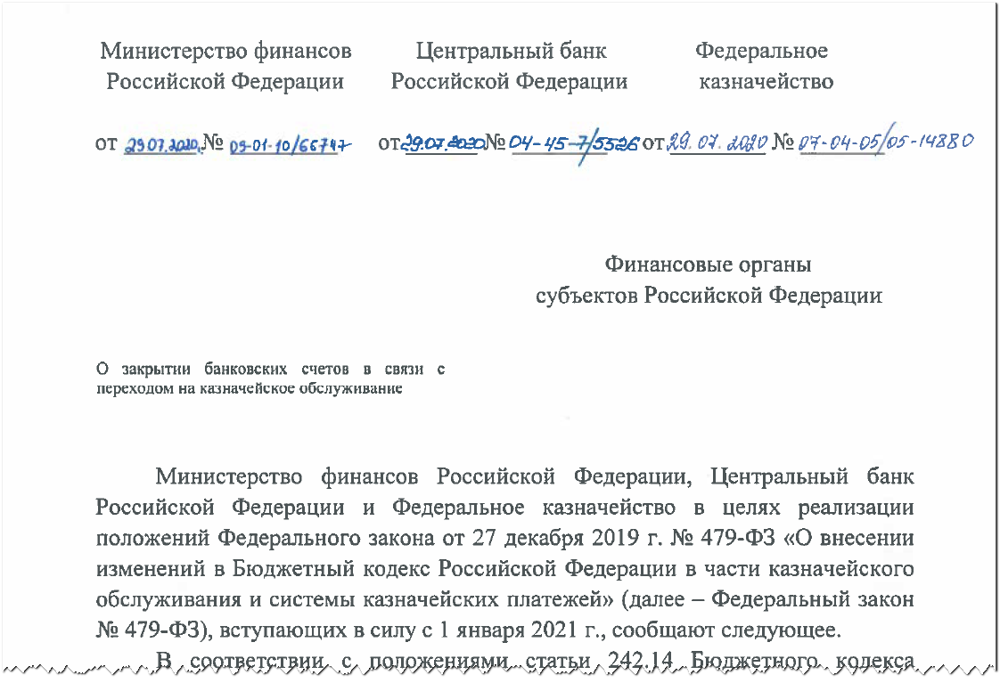 Министерство финансов Центральный банк Федеральное
Российской Федерации Российской Федерации казначейство
от 29.07.2020 № 09-01-10/66747 от 29.07.2020 № 04-45-7/5526 от 29.07.2020 № 07-04-05/05-14880
Финансовые органы
субъектов Российской Федерации
О закрытии банковских счетов в связи с
переходом на казначейское обслуживание
Министерство финансов Российской Федерации, Центральный банк
Российской Федерации и Федеральное казначейство в целях реализации
положений Федерального закона от 27 декабря 2019 г. № 479-ФЗ «О внесении
изменений в Бюджетный кодекс Российской Федерации в части казначейского
обслуживания и системы казначейских платежей» (далее – Федеральный закон
№ 479-ФЗ), вступающих в силу с 1 января 2021 г., сообщают следующее.
В соответствии с положениями статьи 242.14 Бюджетного кодекса